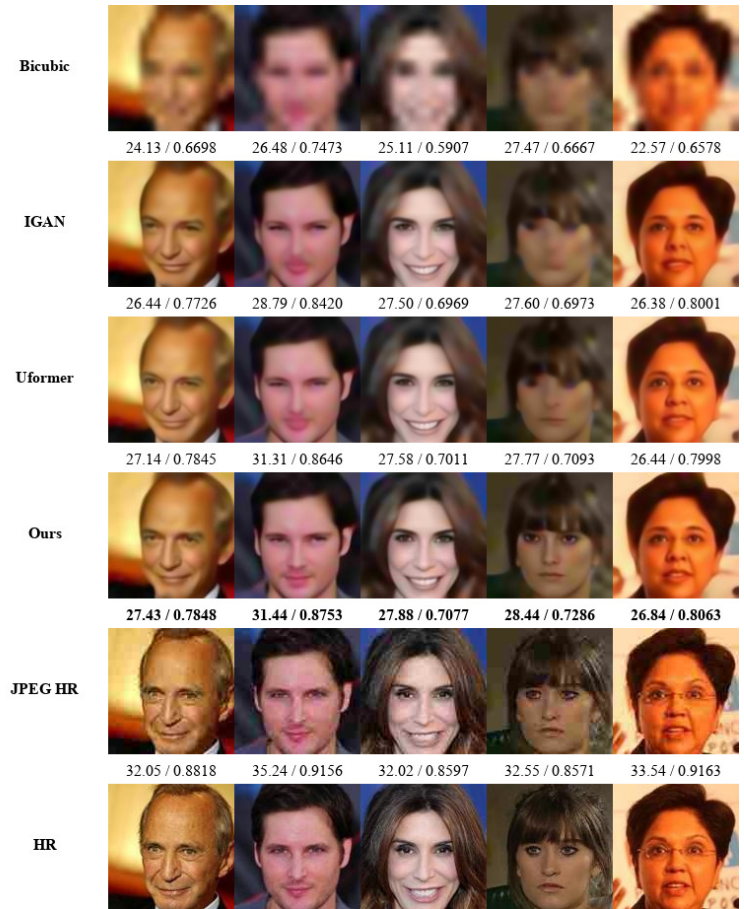 Bicubic
24.13 / 0.6698 26.48 / 0.7473 25.11 / 0.5907 27.47 / 0.6667 22.57 / 0.6578
IGAN
26.44 / 0.7726 28.79 / 0.8420 27.50 / 0.6969 27.60 / 0.6973 26.38 / 0.8001
Uformer
27.14 / 0.7845 31.31 / 0.8646 27.58 / 0.7011 27.77 / 0.7093 26.44 / 0.7998
Ours
27.43 / 0.7848 31.44 / 0.8753 27.88 / 0.7077 28.44 / 0.7286 26.84 / 0.8063
JPEG HR
32.05 / 0.8818 35.24 / 0.9156 32.02 / 0.8597 32.55 / 0.8571 33.54 / 0.9163
HR